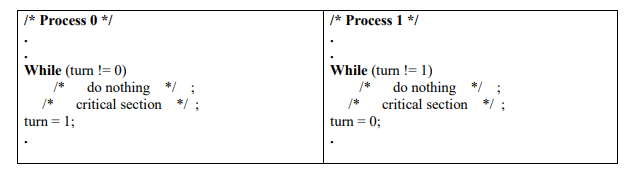 /* Process 0 */
.
.
While (turn != 0)
/* do nothing */ ;
/* critical section */ ;
turn = 1;
.
/* Process 1 */
.
.
While (turn != 1)
/* do nothing */ ;
/* critical section */ ;
turn = 0;
.